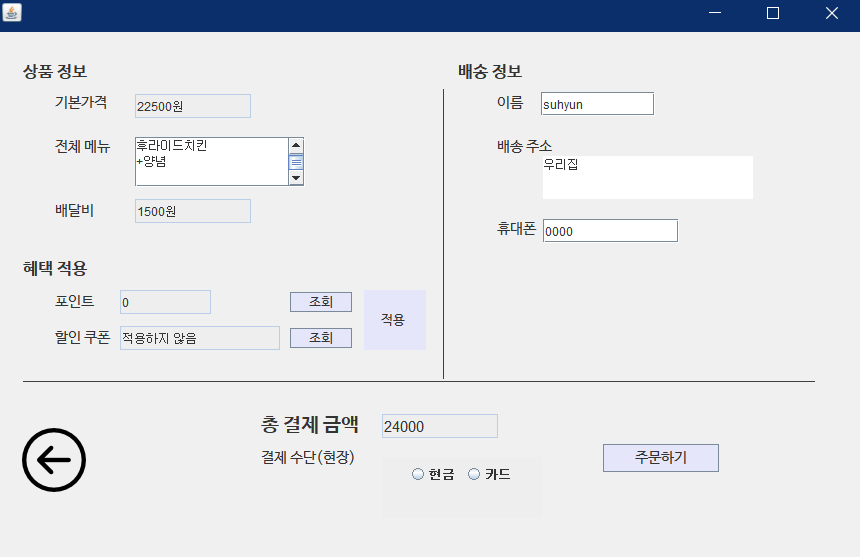 상품 정보
기본가격 22500원
전체 메뉴 후라이드치킨
+양념
배달비 1500원
혜택 적용
포인트 0 조회
할인 쿠폰 적용하지 않음 조회
적용
배송 정보
이름 suhyun
배송 주소
우리집
휴대폰 0000
총 결제 금액 24000
결제 수단(현장) 현금 카드
주문하기